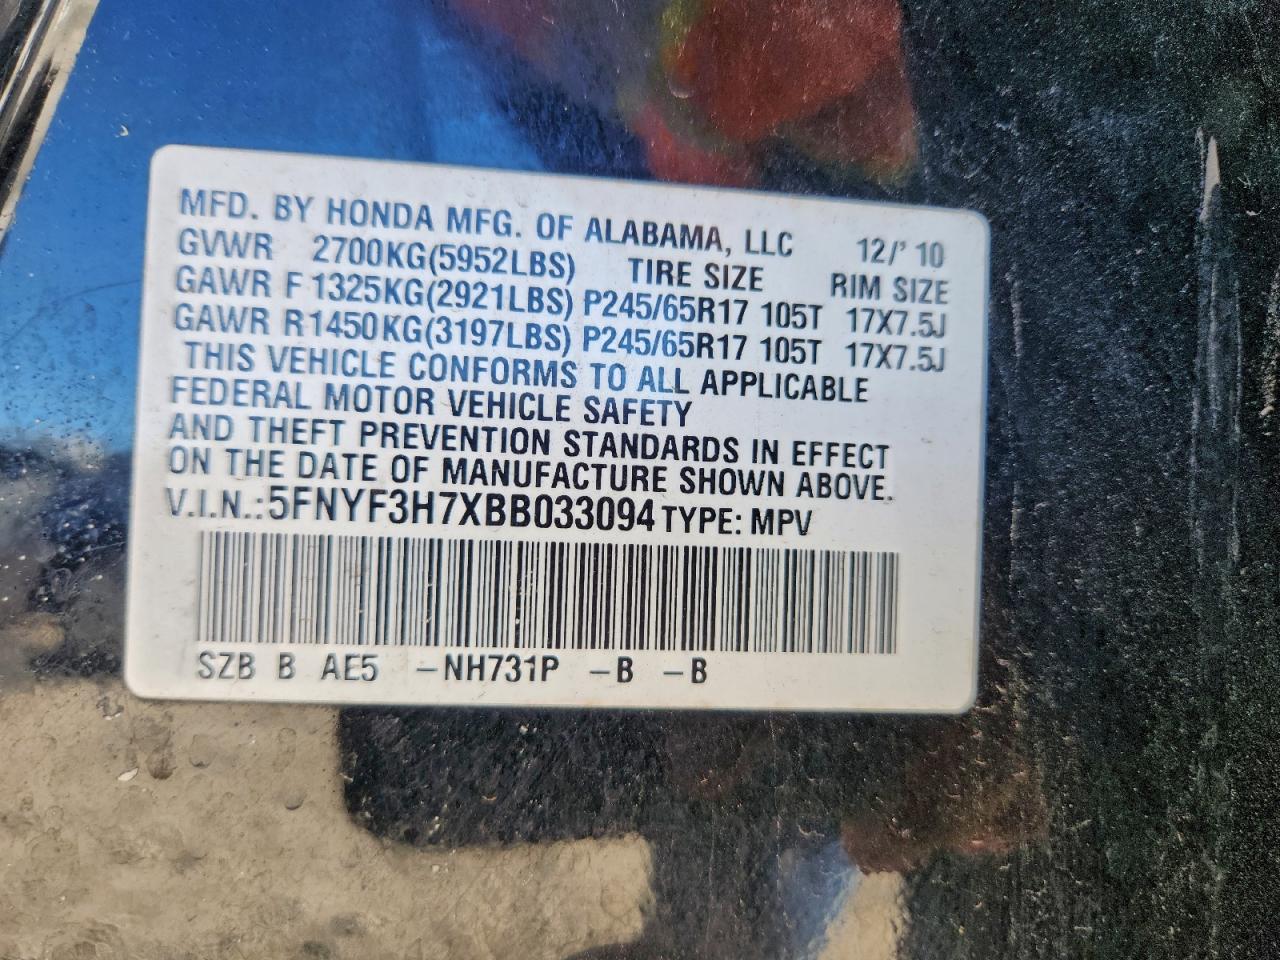 MFD. BY HONDA MFG. OF ALABAMA, LLC 12/' 10
GVWR 2700KG(5952LBS) TIRE SIZE RIM SIZE
GAWR F 1325KG(2921LBS) P245/65R17 105T 17X7.5J
GAWR R1450KG(3197LBS) P245/65R17 105T 17X7.5J
THIS VEHICLE CONFORMS TO ALL APPLICABLE
FEDERAL MOTOR VEHICLE SAFETY
AND THEFT PREVENTION STANDARDS IN EFFECT
ON THE DATE OF MANUFACTURE SHOWN ABOVE.
V.I.N.:5FNYF3H7XBB033094 TYPE: MPV
SZB B AE5 -NH731P -B -B